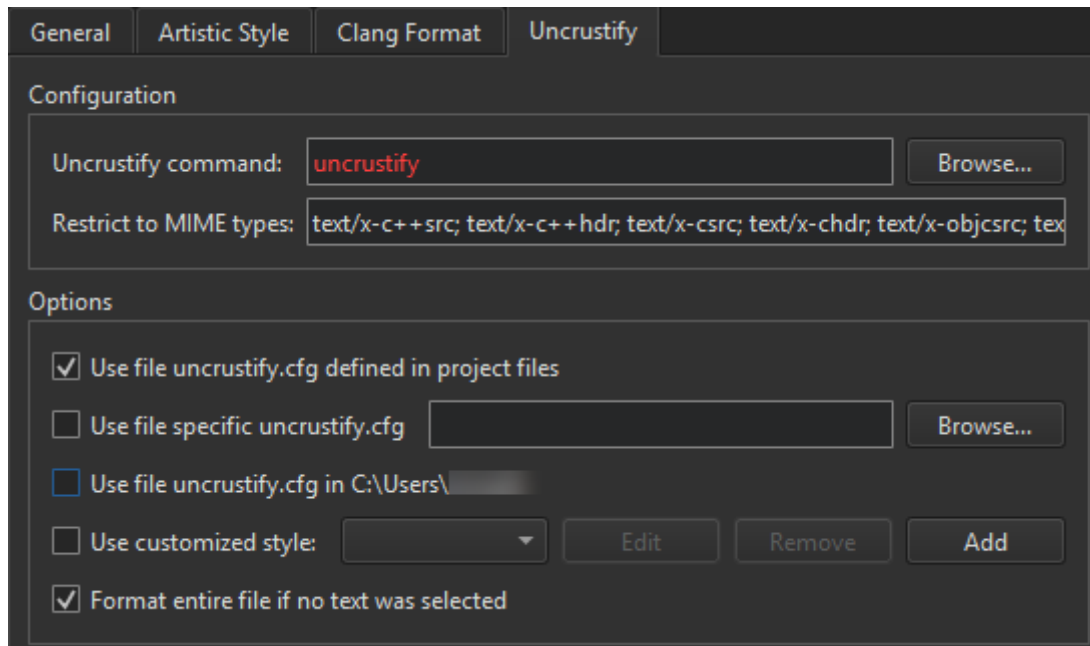 General Artistic Style Clang Format Uncrustify
Configuration
Uncrustify command: uncrustify Browse...
Restrict to MIME types: text/x-c++src; text/x-c++hdr; text/x-csrc; text/x-chdr; text/x-objcsrc; tex
Options
Use file uncrustify.cfg defined in project files
Use file specific uncrustify.cfg Browse...
Use file uncrustify.cfg in C:\Users\
Use customized style: Edit Remove Add
Format entire file if no text was selected